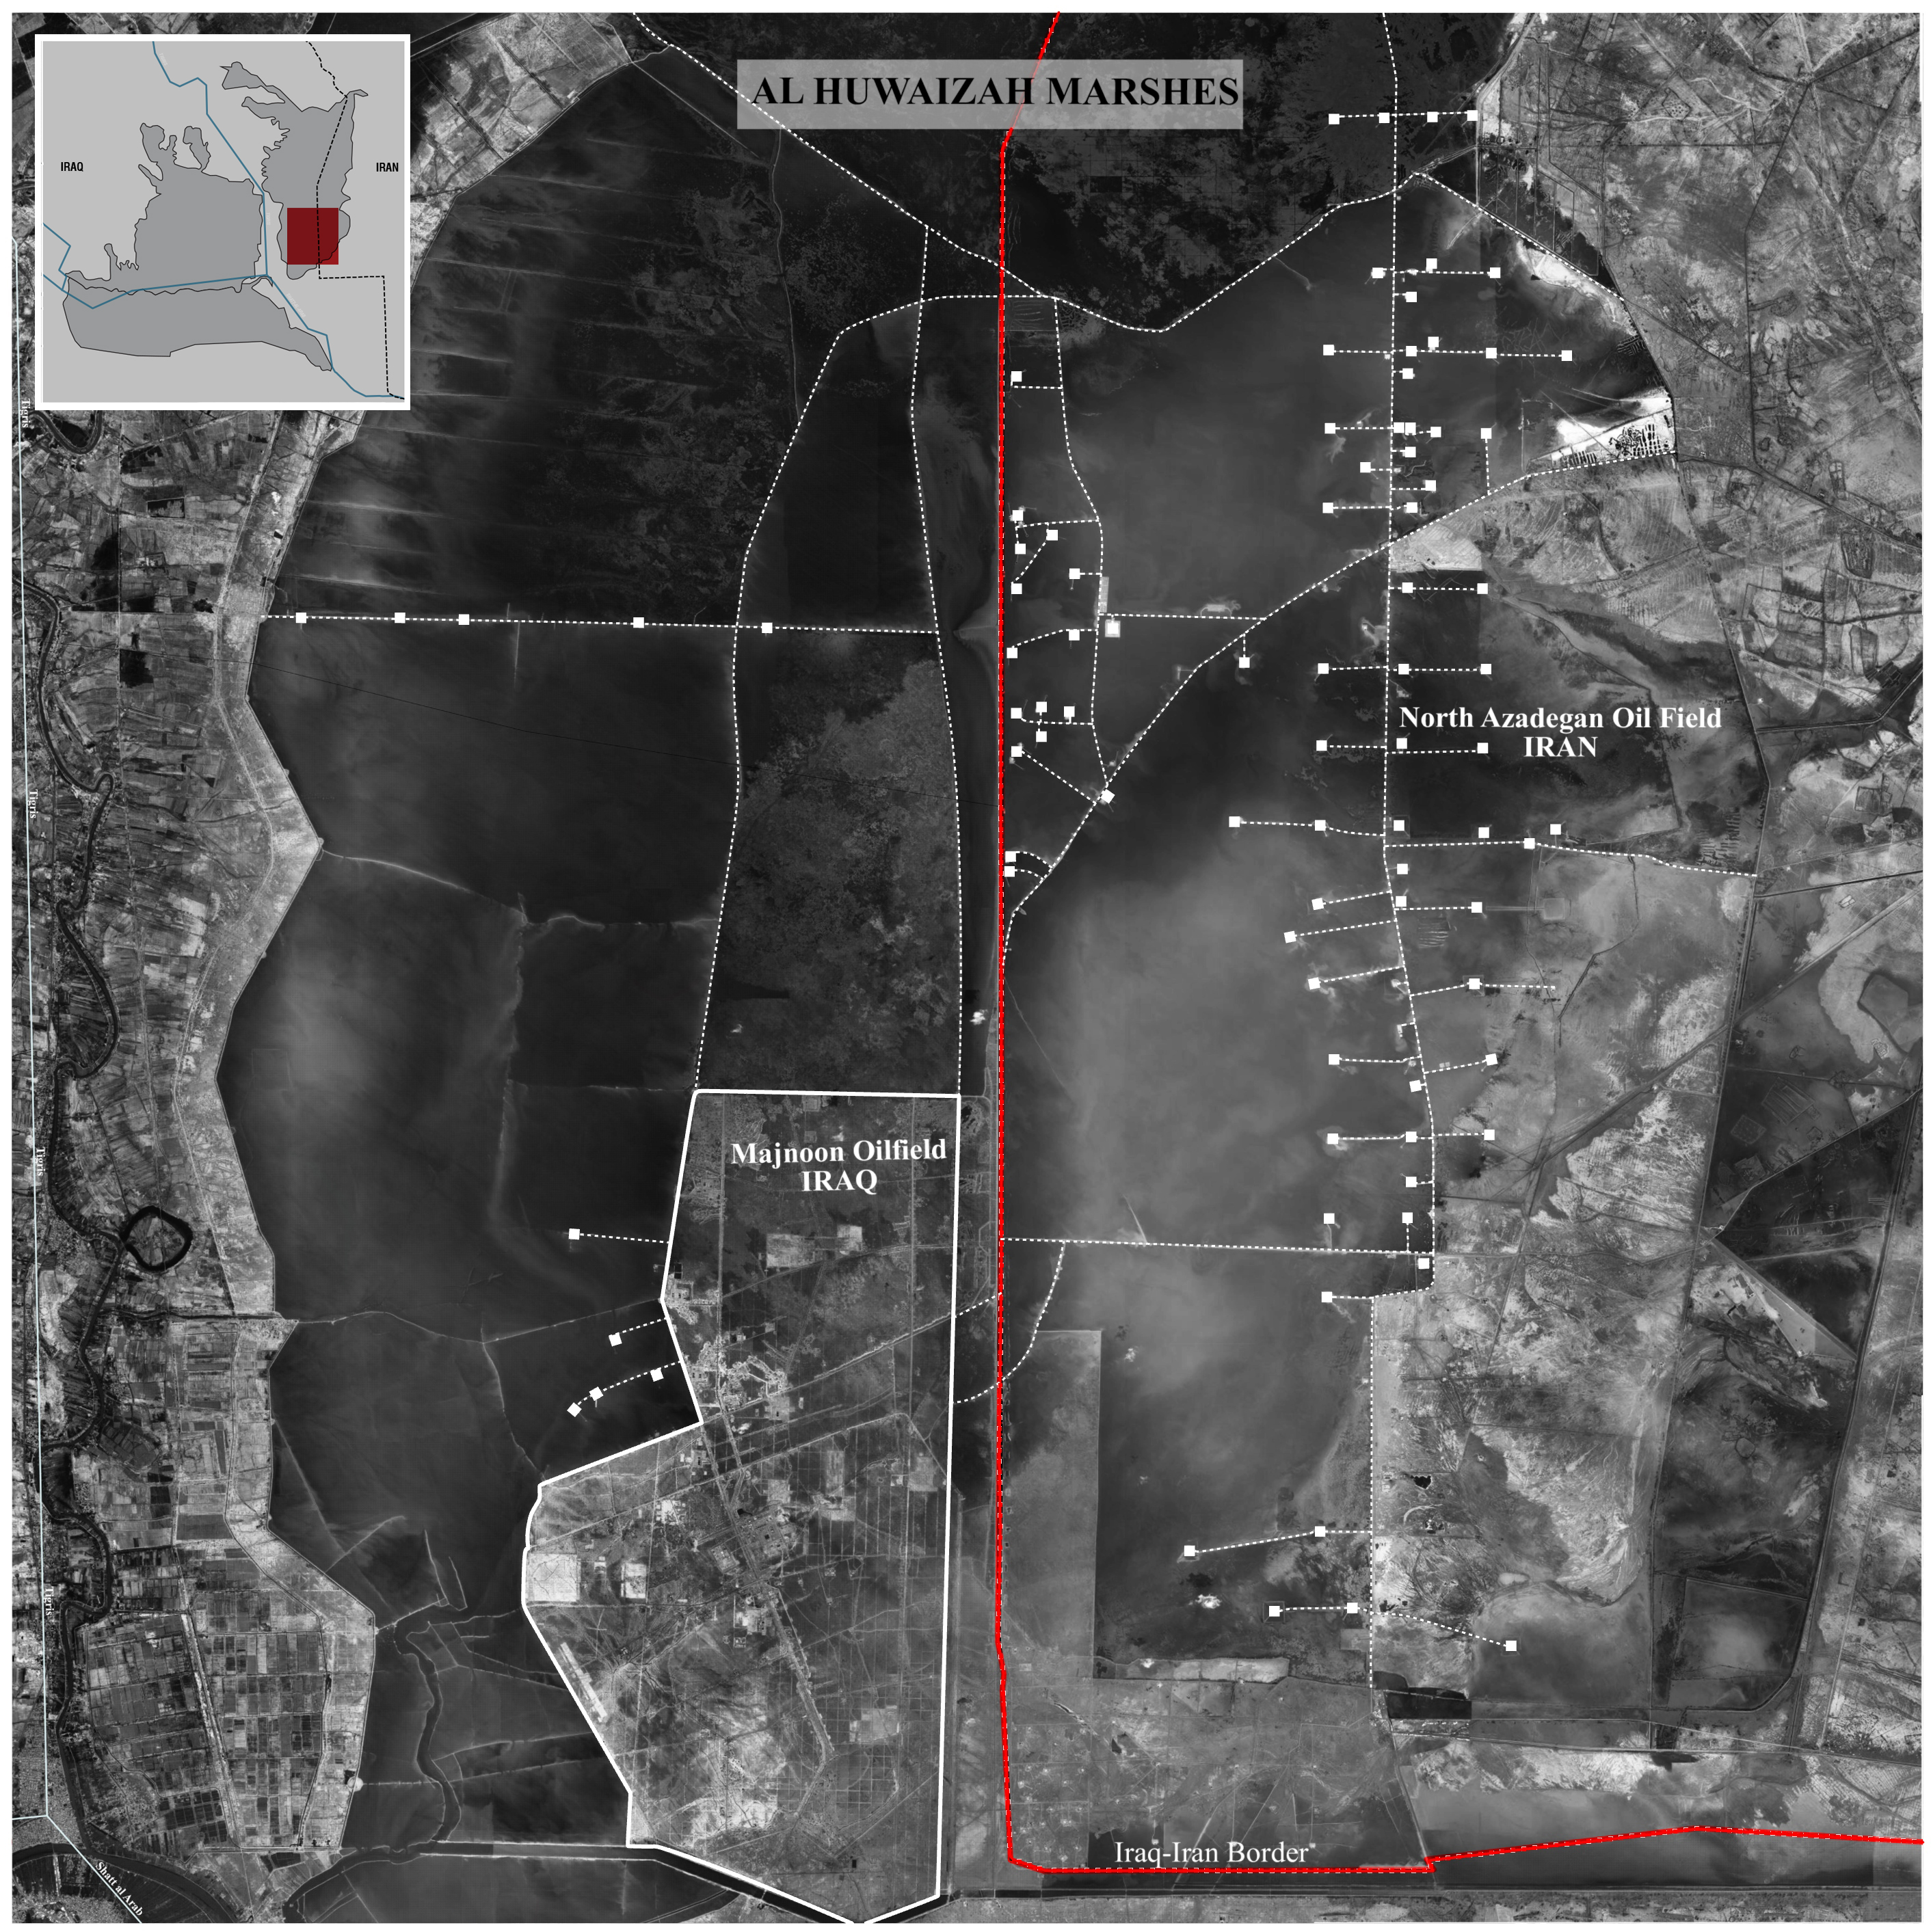 AL HUWAIZAH MARSHES
IRAQ
IRAN
Tigris
Tigris
North Azadegan Oil Field
IRAN
Majnoon Oilfield
IRAQ
Tigris
Tigris
Iraq-Iran Border
Shatt al Arab